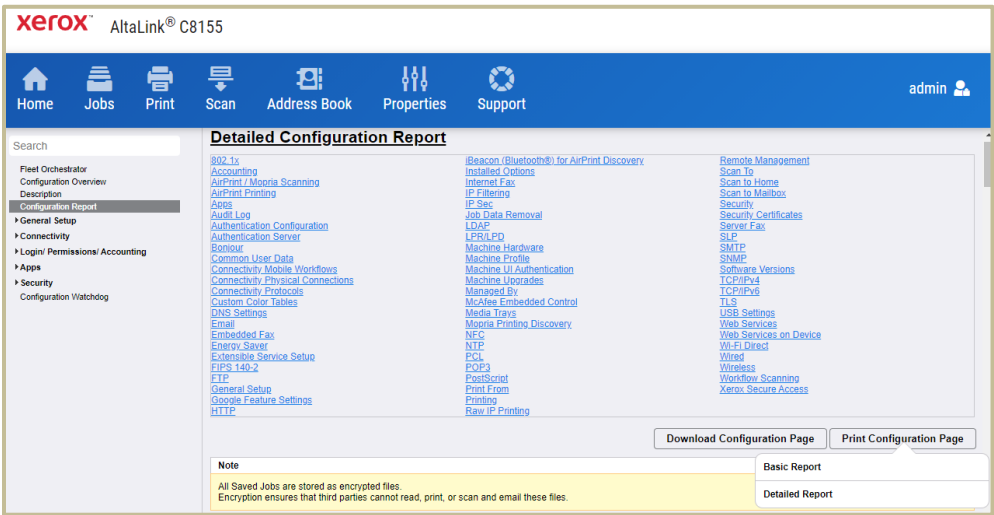 xerox™ AltaLink® C8155
Home Jobs Print Scan Address Book Properties Support admin
Search
Fleet Orchestrator
Configuration Overview
Description
Configuration Report
General Setup
Connectivity
Login/ Permissions/ Accounting
Apps
Security
Configuration Watchdog
Detailed Configuration Report
802.1x
Accounting
AirPrint / Mopria Scanning
AirPrint Printing
Apps
Audit Log
Authentication Configuration
Authentication Server
Bonjour
Common User Data
Connectivity Mobile Workflows
Connectivity Physical Connections
Connectivity Protocols
Custom Color Tables
DNS Settings
Email
Embedded Fax
Energy Saver
Extensible Service Setup
FIPS 140-2
FTP
General Setup
Google Feature Settings
HTTP
iBeacon (Bluetooth®) for AirPrint Discovery
Installed Options
Internet Fax
IP Filtering
IP Sec
Job Data Removal
LDAP
LPR/LPD
Machine Hardware
Machine Profile
Machine UI Authentication
Machine Upgrades
Managed By
McAfee Embedded Control
Media Trays
Mopria Printing Discovery
NFC
NTP
PCL
POP3
PostScript
Print From
Printing
Raw IP Printing
Remote Management
Scan To
Scan to Home
Scan to Mailbox
Security
Security Certificates
Server Fax
SLP
SMTP
SNMP
Software Versions
TCP/IPv4
TCP/IPv6
TLS
USB Settings
Web Services
Web Services on Device
Wi-Fi Direct
Wired
Wireless
Workflow Scanning
Xerox Secure Access
Download Configuration Page Print Configuration Page
Basic Report
Detailed Report
Note
All Saved Jobs are stored as encrypted files.
Encryption ensures that third parties cannot read, print, or scan and email these files.